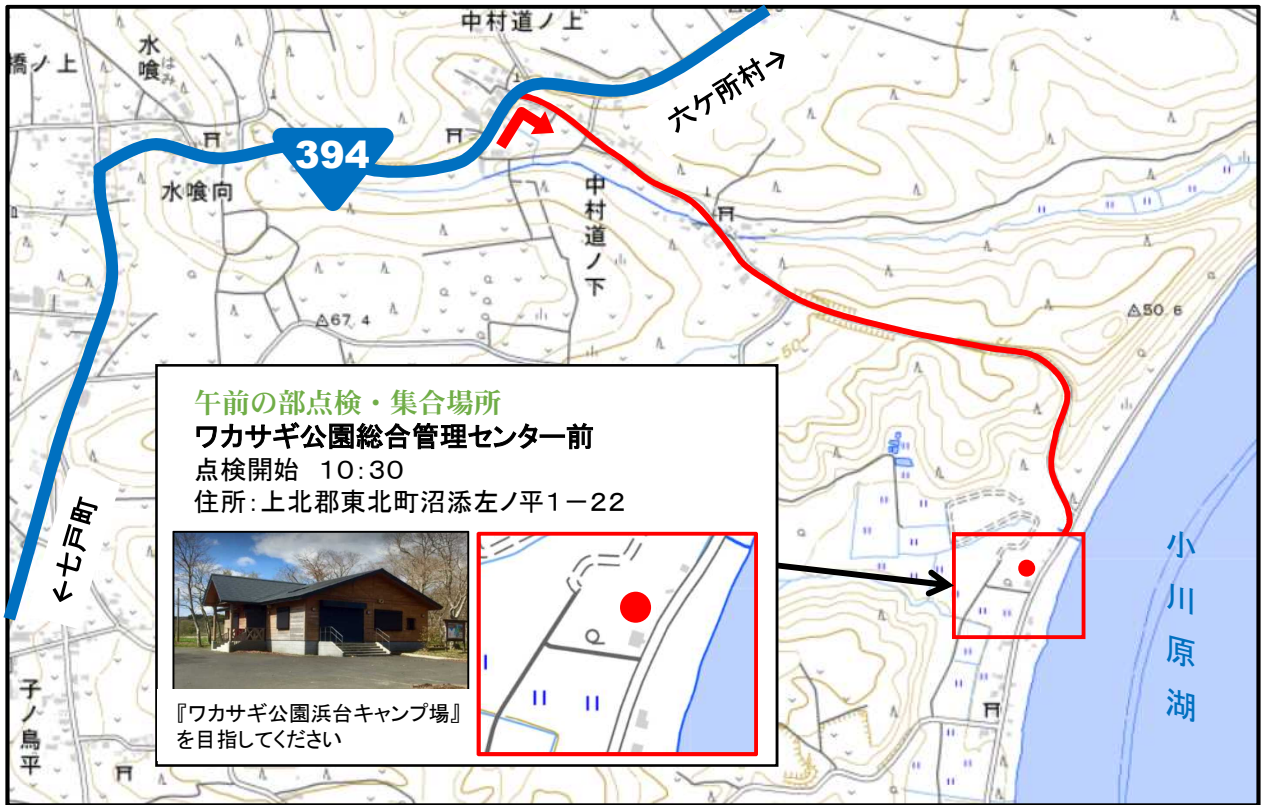 中村道ノ上
橋ノ上
水喰
はみ
六ケ所村→
394
水喰向
中村道ノ下
67.4
50.6
50
午前の部点検・集合場所
ワカサギ公園総合管理センター前
点検開始 10:30
住所:上北郡東北町沼添左ノ平1-22
『ワカサギ公園浜台キャンプ場』
を目指してください
←七戸町
子ノ鳥平
小川原湖